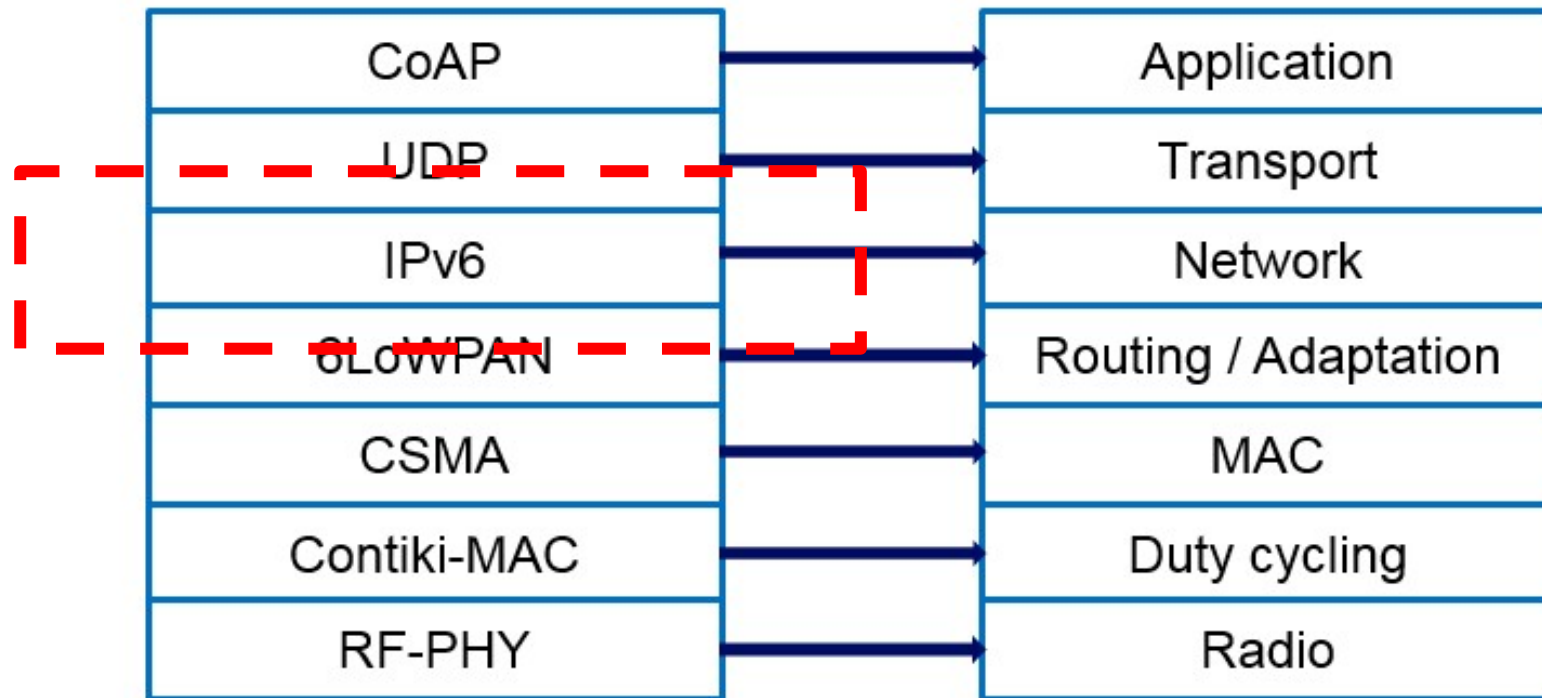 CoAP
Application
UDP
Transport
IPv6
Network
6LoWPAN
Routing / Adaptation
CSMA
MAC
Contiki-MAC
Duty cycling
RF-PHY
Radio